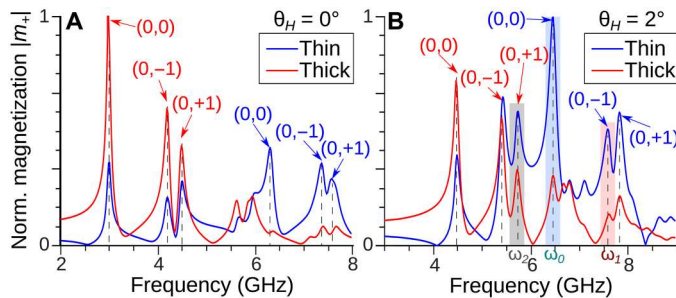 A
θH = 0°
B
θH = 2°
Norm. magnetization |m+|
1
0
(0,0)
(0,−1)
(0,+1)
(0,0)
(0,−1)
(0,+1)
Thin
Thick
2 4 6 8
Frequency (GHz)
1
0
(0,0)
(0,−1)
(0,+1)
(0,0)
(0,−1)
(0,+1)
Thin
Thick
4 6 8
ω2 ω0 ω1
Frequency (GHz)